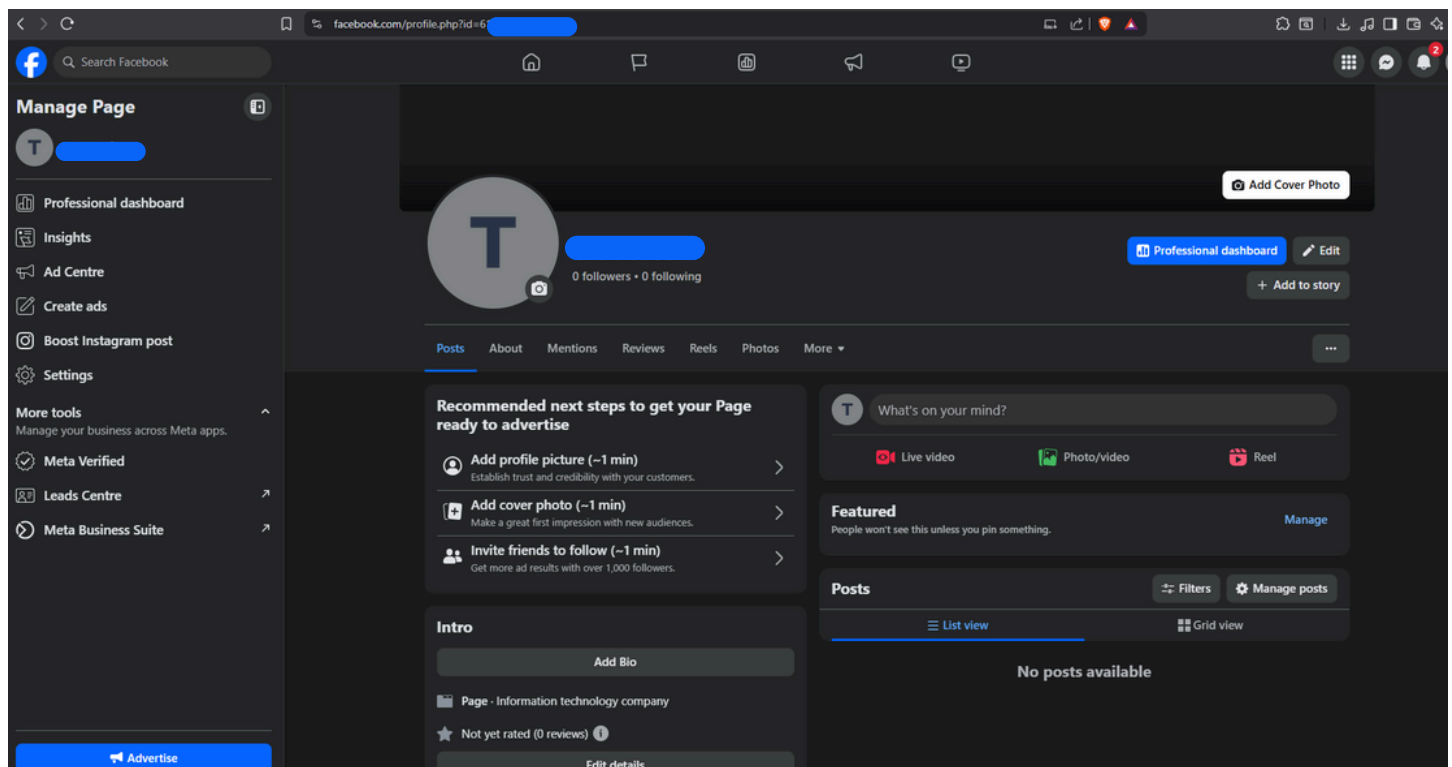 facebook.com/profile.php?id=61
Search Facebook
2
Manage Page
T
Professional dashboard
Insights
Ad Centre
Create ads
Boost Instagram post
Settings
More tools
Manage your business across Meta apps.
Meta Verified
Leads Centre
Meta Business Suite
Advertise
Add Cover Photo
T
0 followers • 0 following
Professional dashboard
Edit
+ Add to story
Posts About Mentions Reviews Reels Photos More
Recommended next steps to get your Page
ready to advertise
Add profile picture (~1 min)
Establish trust and credibility with your customers.
Add cover photo (~1 min)
Make a great first impression with new audiences.
Invite friends to follow (~1 min)
Get more ad results with over 1,000 followers.
Intro
Add Bio
Page · Information technology company
Not yet rated (0 reviews)
Edit details
T
What's on your mind?
Live video
Photo/video
Reel
Featured
People won't see this unless you pin something.
Manage
Posts
Filters
Manage posts
List view
Grid view
No posts available